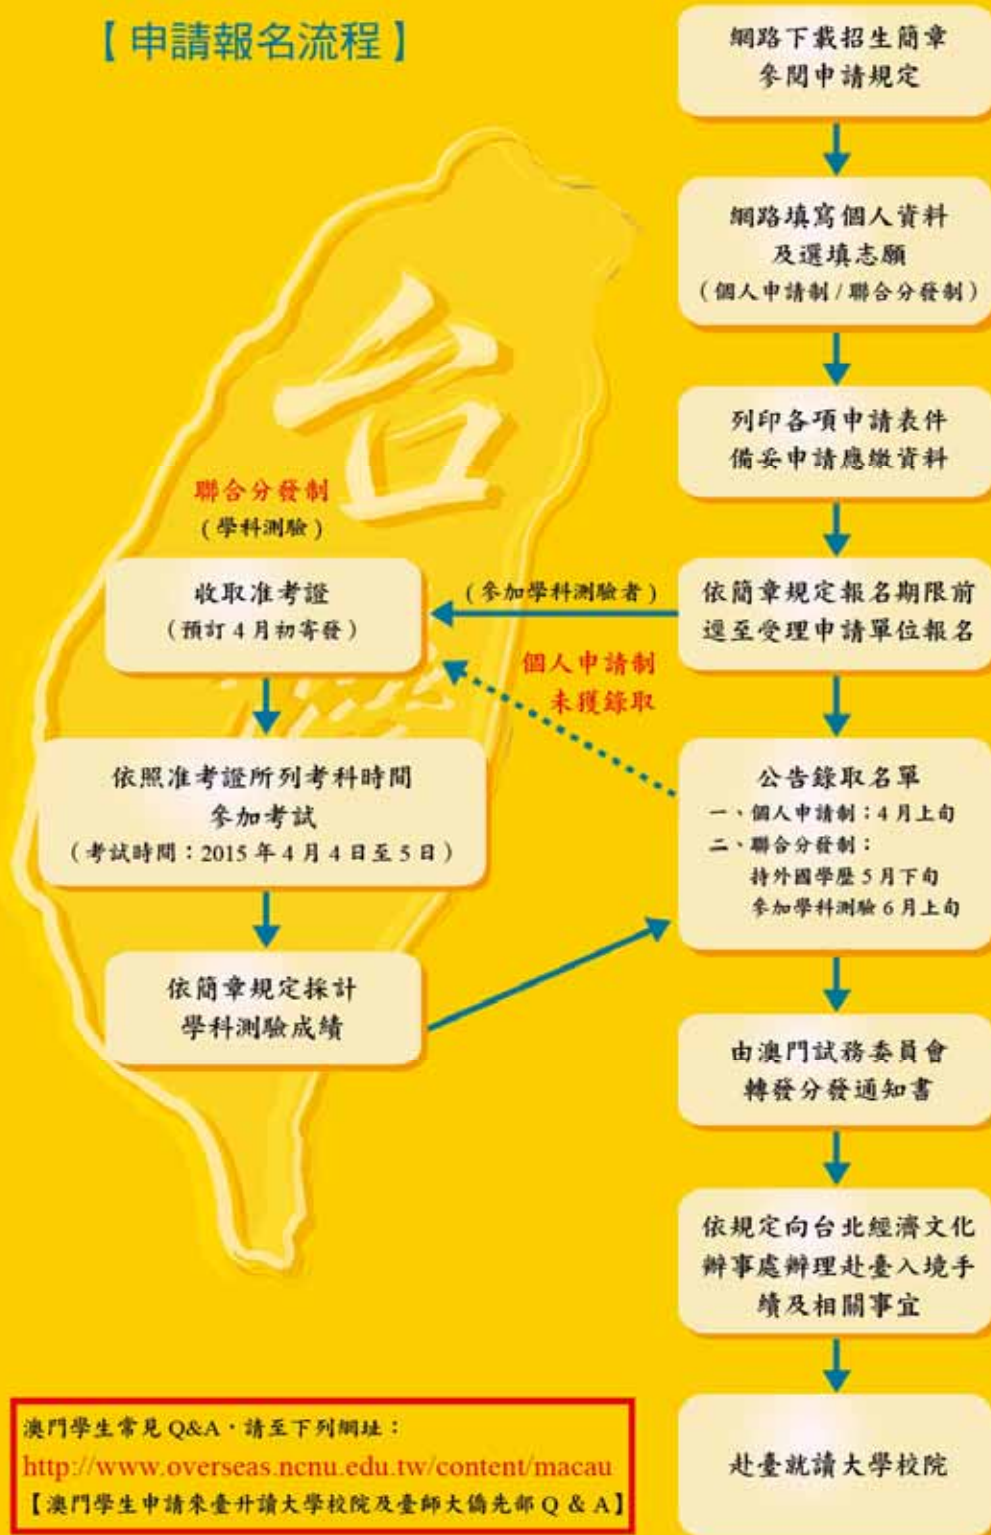 【申請報名流程】
網路下載招生簡章
參閱申請規定
網路填寫個人資料
及選填志願
(個人申請制/聯合分發制)
列印各項申請表件
備妥申請應繳資料
依簡章規定報名期限前
逕至受理申請單位報名
(參加學科測驗者)
聯合分發制
(學科測驗)
收取准考證
(預訂4月初寄發)
個人申請制
未獲錄取
依照准考證所列考科時間
參加考試
(考試時間:2015年4月4日至5日)
依簡章規定採計
學科測驗成績
公告錄取名單
一、個人申請制:4月上旬
二、聯合分發制:
持外國學歷5月下旬
參加學科測驗6月上旬
由澳門試務委員會
轉發分發通知書
依規定向台北經濟文化
辦事處辦理赴臺入境手
續及相關事宜
赴臺就讀大學校院
台
澳門學生常見Q&A,請至下列網址:
http://www.overseas.ncnu.edu.tw/content/macau
【澳門學生申請來臺升讀大學校院及臺師大僑先部Q & A】